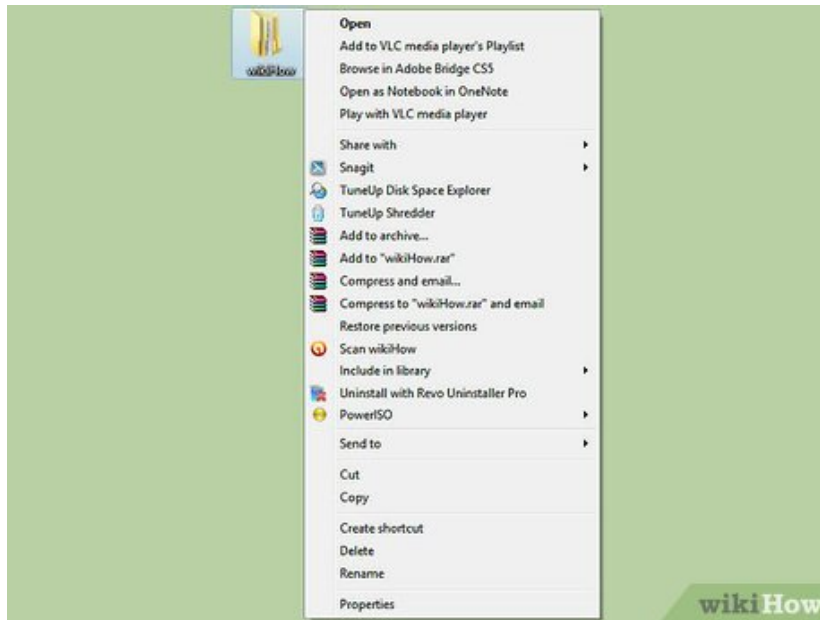 wikiHow
Open
Add to VLC media player's Playlist
Browse in Adobe Bridge CS5
Open as Notebook in OneNote
Play with VLC media player
Share with
Snagit
TuneUp Disk Space Explorer
TuneUp Shredder
Add to archive...
Add to "wikiHow.rar"
Compress and email...
Compress to "wikiHow.rar" and email
Restore previous versions
Scan wikiHow
Include in library
Uninstall with Revo Uninstaller Pro
PowerISO
Send to
Cut
Copy
Create shortcut
Delete
Rename
Properties
wikiHow